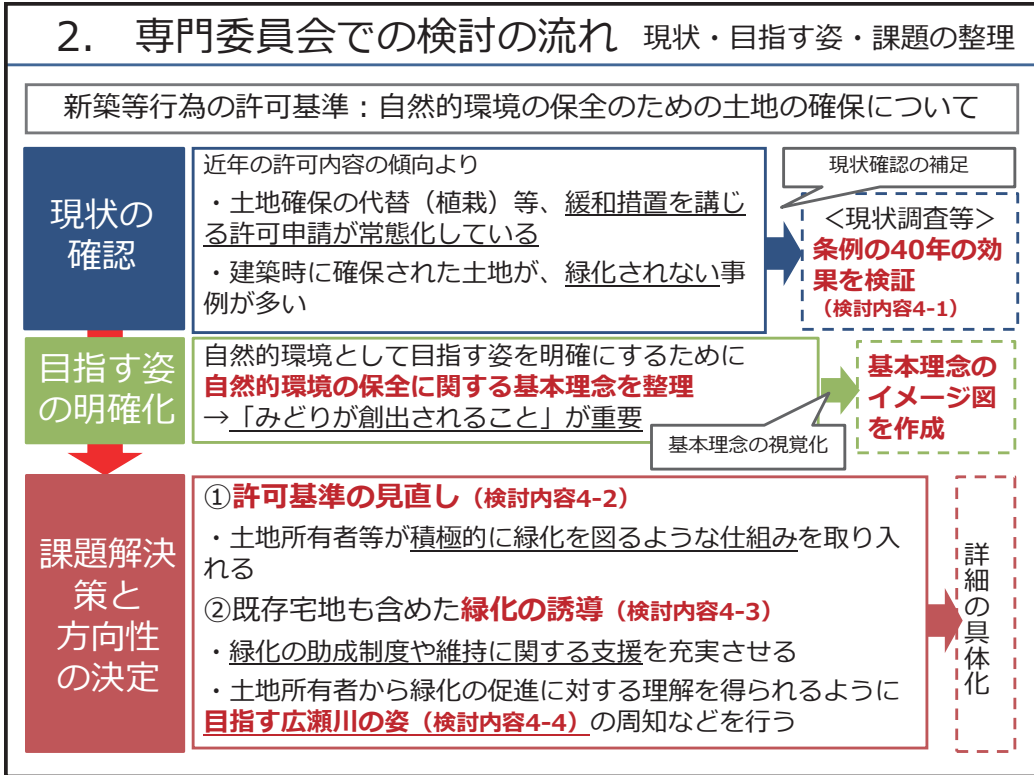 2. 専門委員会での検討の流れ 現状・目指す姿・課題の整理
新築等行為の許可基準：自然的環境の保全のための土地の確保について
現状の
確認
近年の許可内容の傾向より
・土地確保の代替（植栽）等、緩和措置を講じ
る許可申請が常態化している
・建築時に確保された土地が、緑化されない事
例が多い
現状確認の補足
＜現状調査等＞
条例の40年の効
果を検証
（検討内容4-1）
目指す姿
の明確化
自然的環境として目指す姿を明確にするために
自然的環境の保全に関する基本理念を整理
→「みどりが創出されること」が重要
基本理念の視覚化
基本理念の
イメージ図
を作成
課題解決
策と
方向性
の決定
①許可基準の見直し（検討内容4-2）
・土地所有者等が積極的に緑化を図るような仕組みを取り入
れる
②既存宅地も含めた緑化の誘導（検討内容4-3）
・緑化の助成制度や維持に関する支援を充実させる
・土地所有者から緑化の促進に対する理解を得られるように
目指す広瀬川の姿（検討内容4-4）の周知などを行う
詳細の具体化